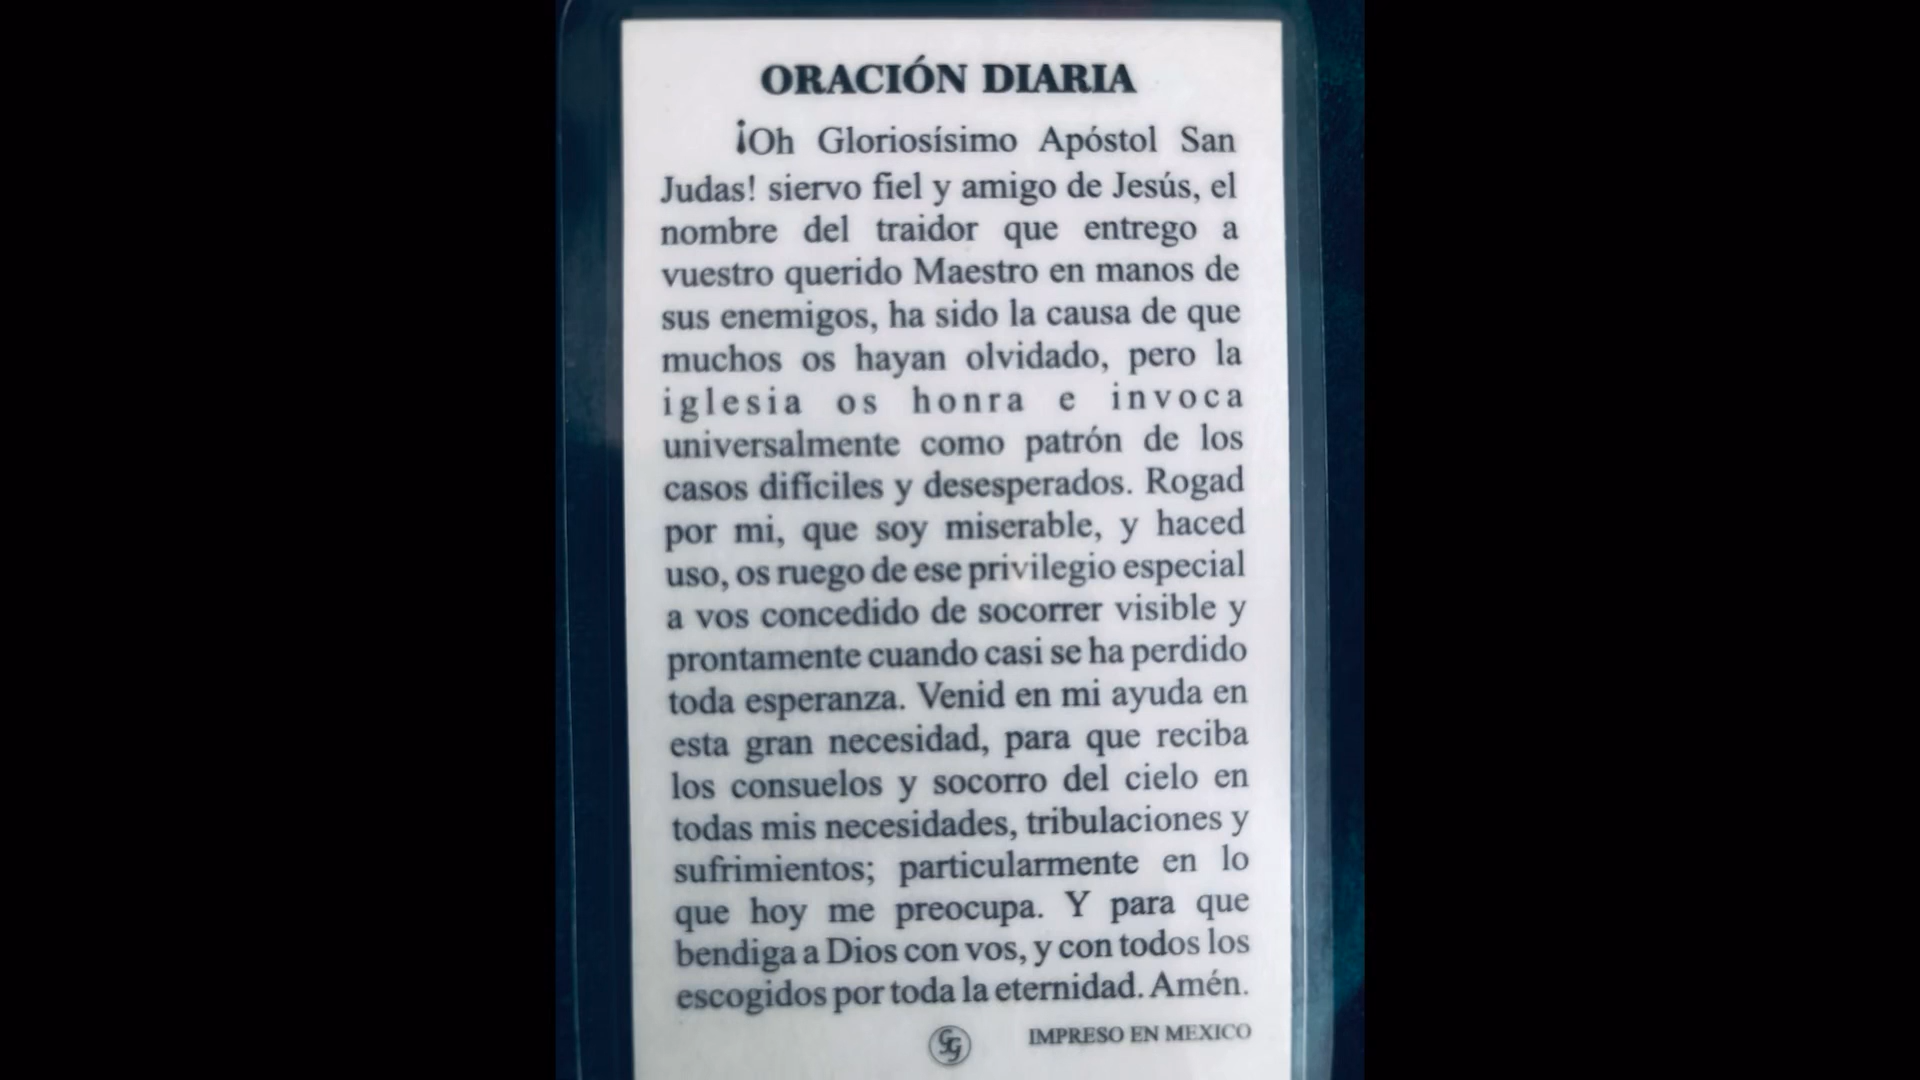 ORACIÓN DIARIA
¡Oh Gloriosísimo Apóstol San
Judas! siervo fiel y amigo de Jesús, el
nombre del traidor que entrego a
vuestro querido Maestro en manos de
sus enemigos, ha sido la causa de que
muchos os hayan olvidado, pero la
iglesia os honra e invoca
universalmente como patrón de los
casos difíciles y desesperados. Rogad
por mi, que soy miserable, y haced
uso, os ruego de ese privilegio especial
a vos concedido de socorrer visible y
prontamente cuando casi se ha perdido
toda esperanza. Venid en mi ayuda en
esta gran necesidad, para que reciba
los consuelos y socorro del cielo en
todas mis necesidades, tribulaciones y
sufrimientos; particularmente en lo
que hoy me preocupa. Y para que
bendiga a Dios con vos, y con todos los
escogidos por toda la eternidad. Amén.
IMPRESO EN MEXICO